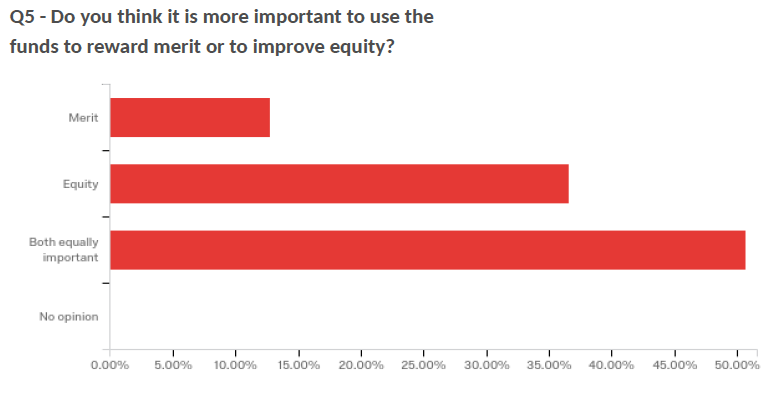 Q5 - Do you think it is more important to use the
funds to reward merit or to improve equity?
Merit
Equity
Both equally
important
No opinion
0.00% 5.00% 10.00% 15.00% 20.00% 25.00% 30.00% 35.00% 40.00% 45.00% 50.00%